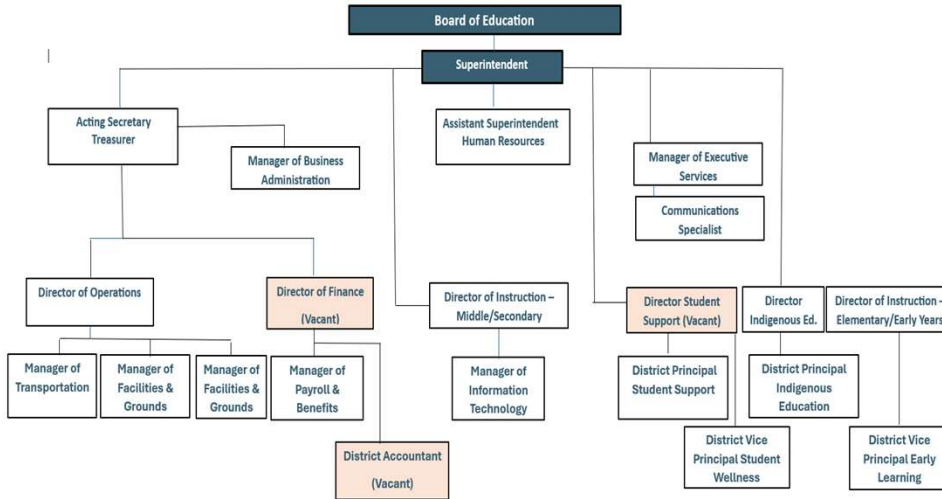 Board of Education
Superintendent
Acting Secretary
Treasurer
Assistant Superintendent
Human Resources
Manager of Business
Administration
Manager of Executive
Services
Communications
Specialist
Director of Operations
Director of Finance
(Vacant)
Director of Instruction –
Middle/Secondary
Director Student
Support (Vacant)
Director
Indigenous Ed.
Director of Instruction –
Elementary/Early Years
Manager of
Transportation
Manager of
Facilities &
Grounds
Manager of
Facilities &
Grounds
Manager of
Payroll &
Benefits
Manager of
Information
Technology
District Principal
Student Support
District Principal
Indigenous
Education
District Accountant
(Vacant)
District Vice
Principal Student
Wellness
District Vice
Principal Early
Learning